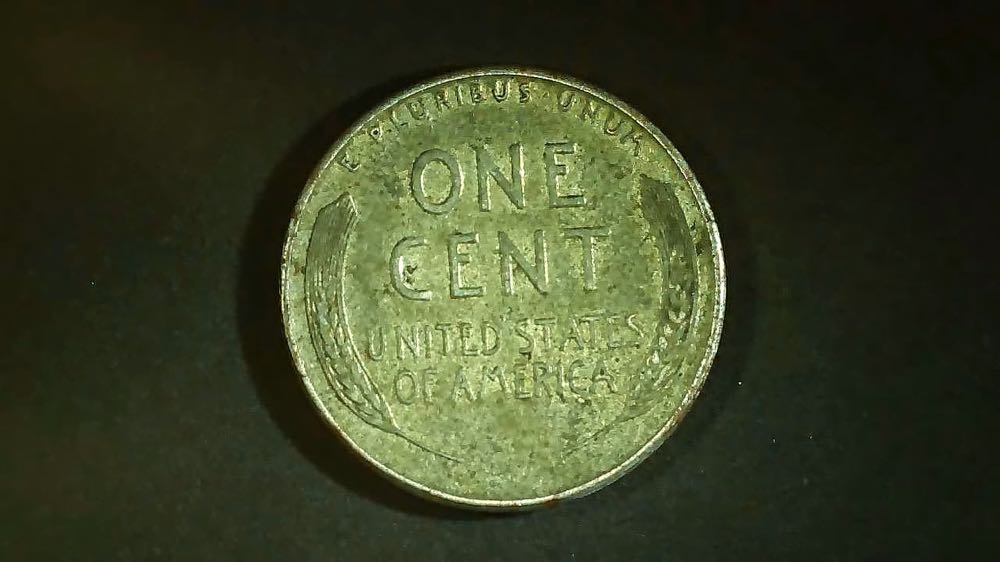 E·PLURIBUS·UNUM
ONE
CENT
UNITED STATES
OF AMERICA